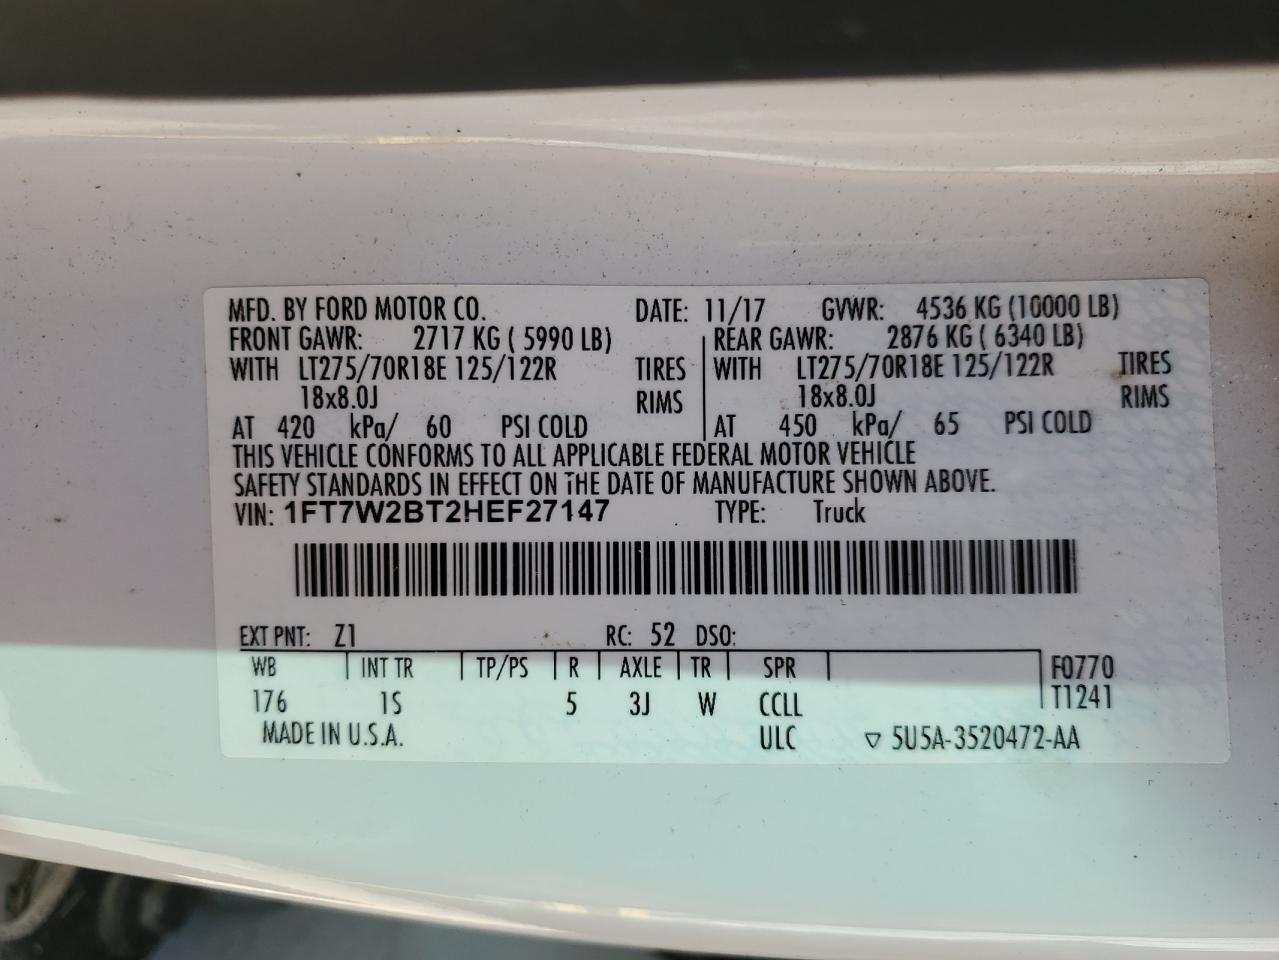 MFD. BY FORD MOTOR CO. DATE: 11/17 GVWR: 4536 KG (10000 LB)
FRONT GAWR: 2717 KG ( 5990 LB) REAR GAWR: 2876 KG ( 6340 LB)
WITH LT275/70R18E 125/122R TIRES WITH LT275/70R18E 125/122R TIRES
18x8.0J RIMS 18x8.0J RIMS
AT 420 kPa/ 60 PSI COLD AT 450 kPa/ 65 PSI COLD
THIS VEHICLE CONFORMS TO ALL APPLICABLE FEDERAL MOTOR VEHICLE
SAFETY STANDARDS IN EFFECT ON THE DATE OF MANUFACTURE SHOWN ABOVE.
VIN: 1FT7W2BT2HEF27147 TYPE: Truck
EXT PNT: Z1 RC: 52 DSO:
WB INT TR TP/PS R AXLE TR SPR F0770
176 1S 5 3J W CCLL T1241
MADE IN U.S.A. ULC ▽ 5U5A-3520472-AA